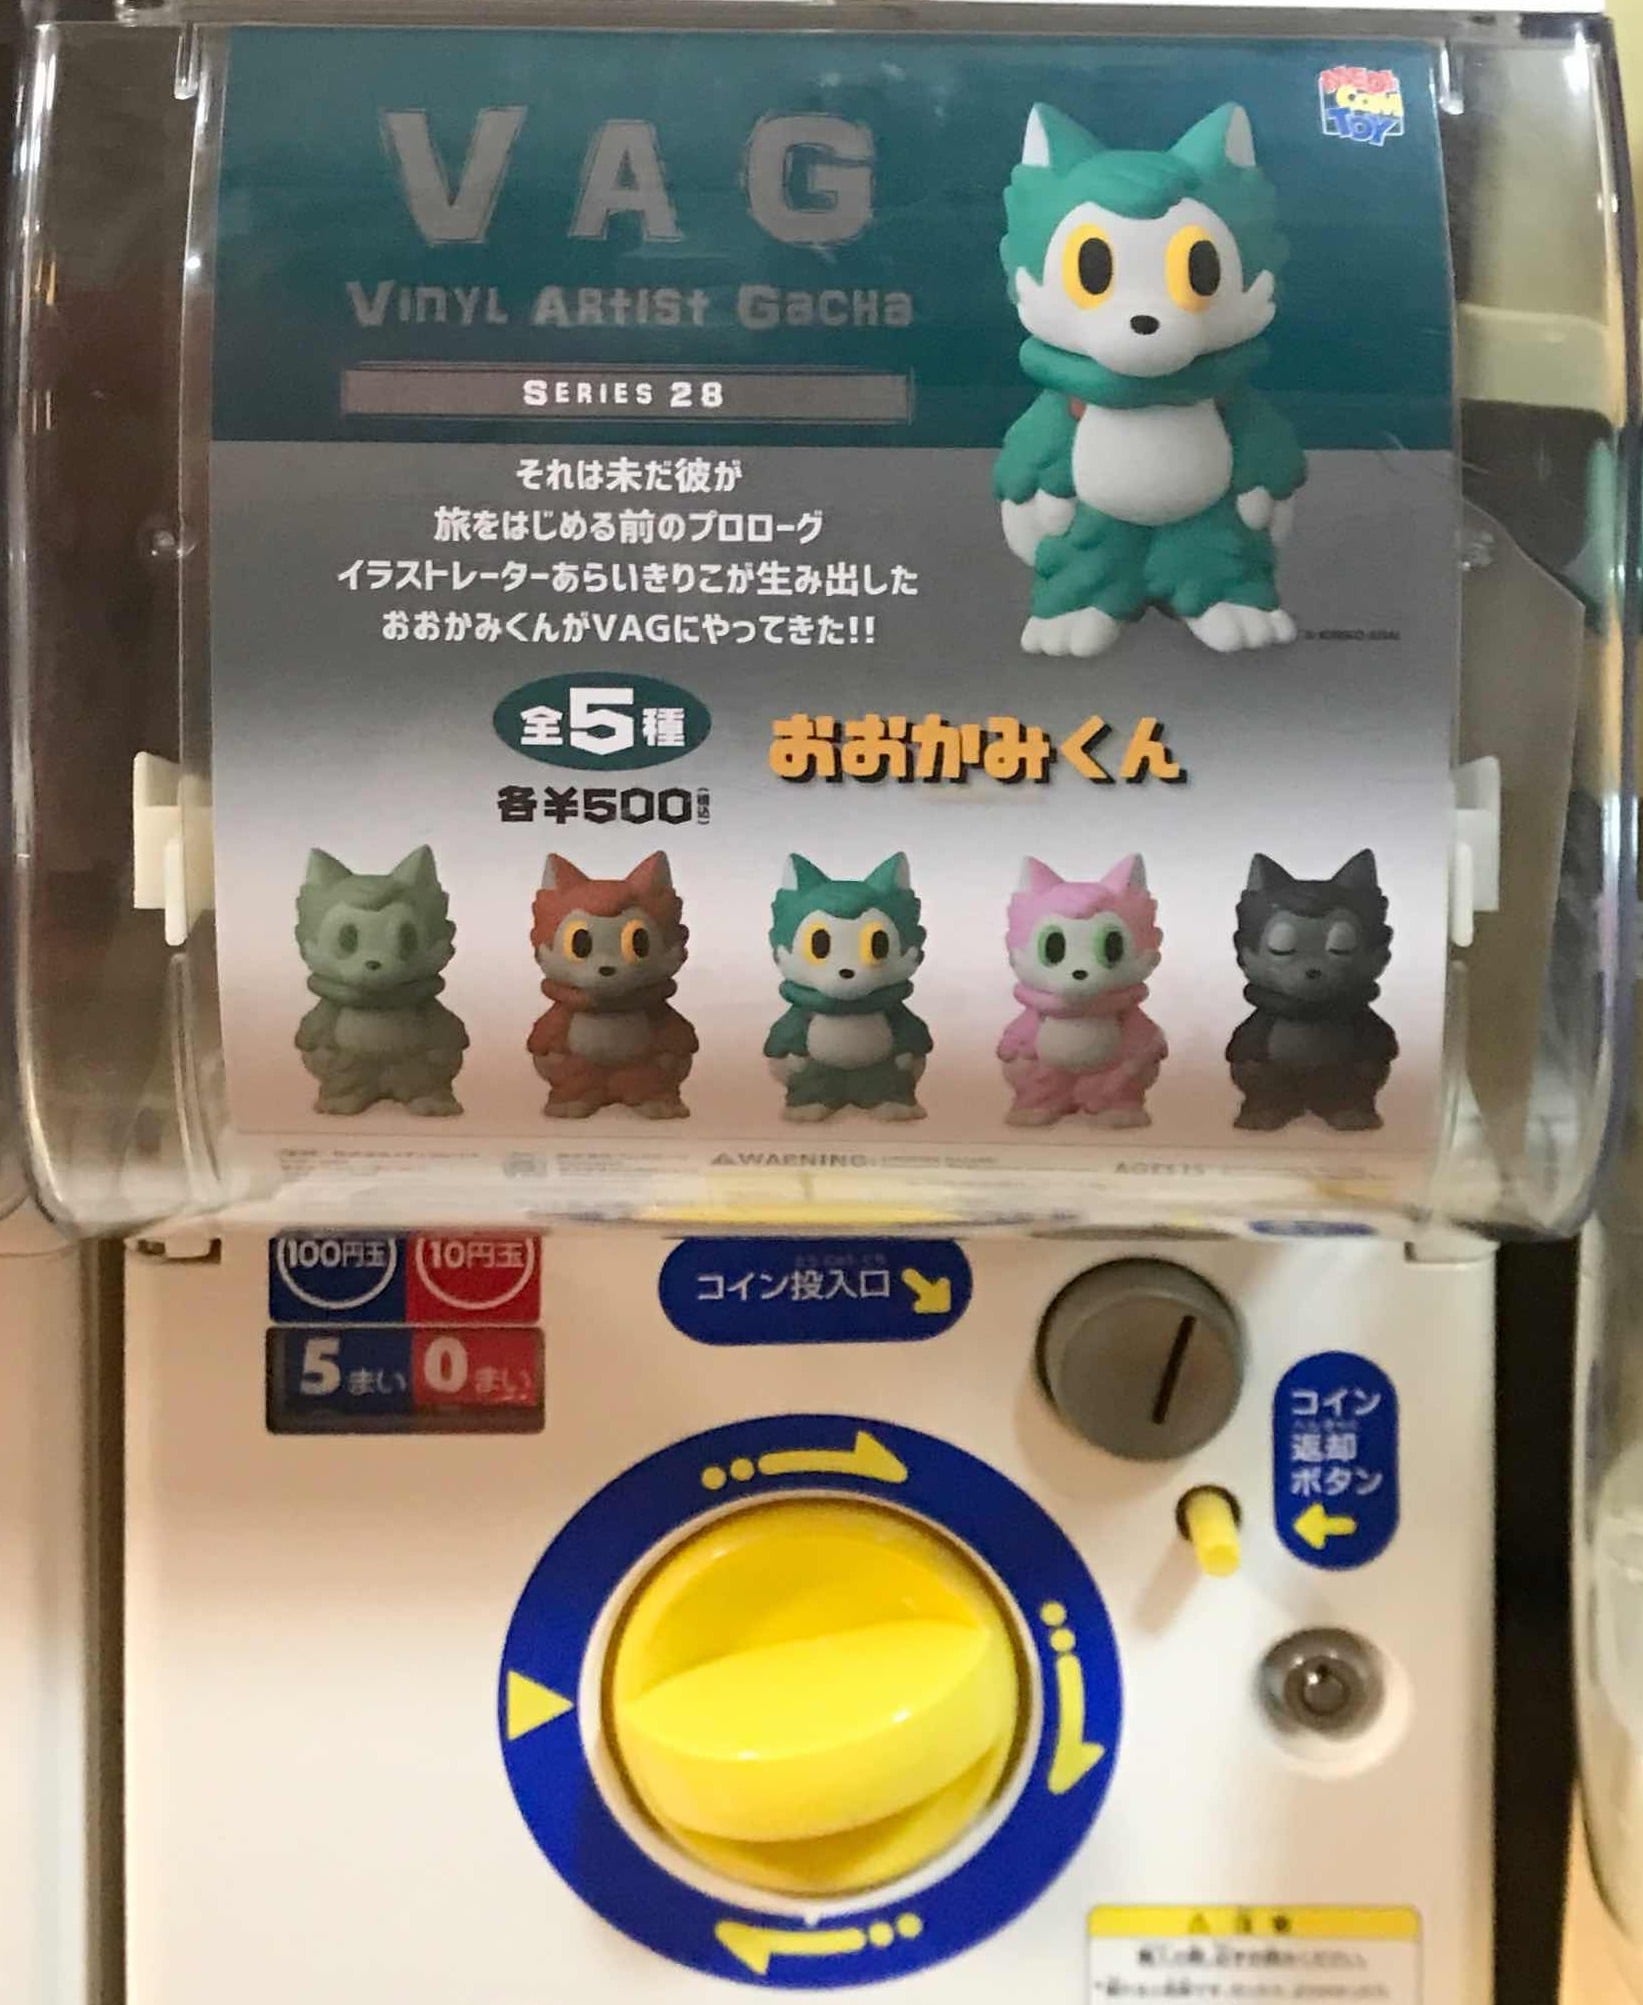 VAG
MEDI COM TOY
VINYL ARTIST GACHA
SERIES 28
それは未だ彼が
旅をはじめる前のプロローグ
イラストレーターあらいきりこが生み出した
おおかみくんがVAGにやってきた!!
全5種
おおかみくん
各¥500
WARNING:
100円玉 10円玉
5まい 0まい
コイン投入口
コイン
返却
ボタン